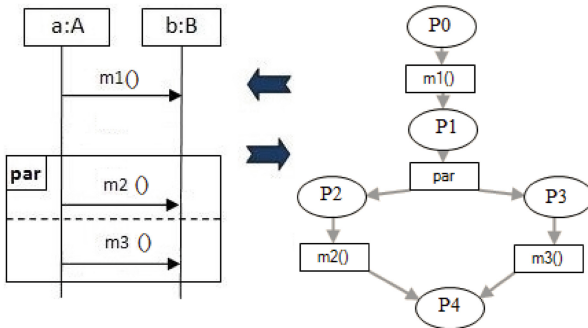 a:A
b:B
m1()
par
m2 ()
m3 ()
P0
m1()
P1
par
P2
P3
m2()
m3()
P4